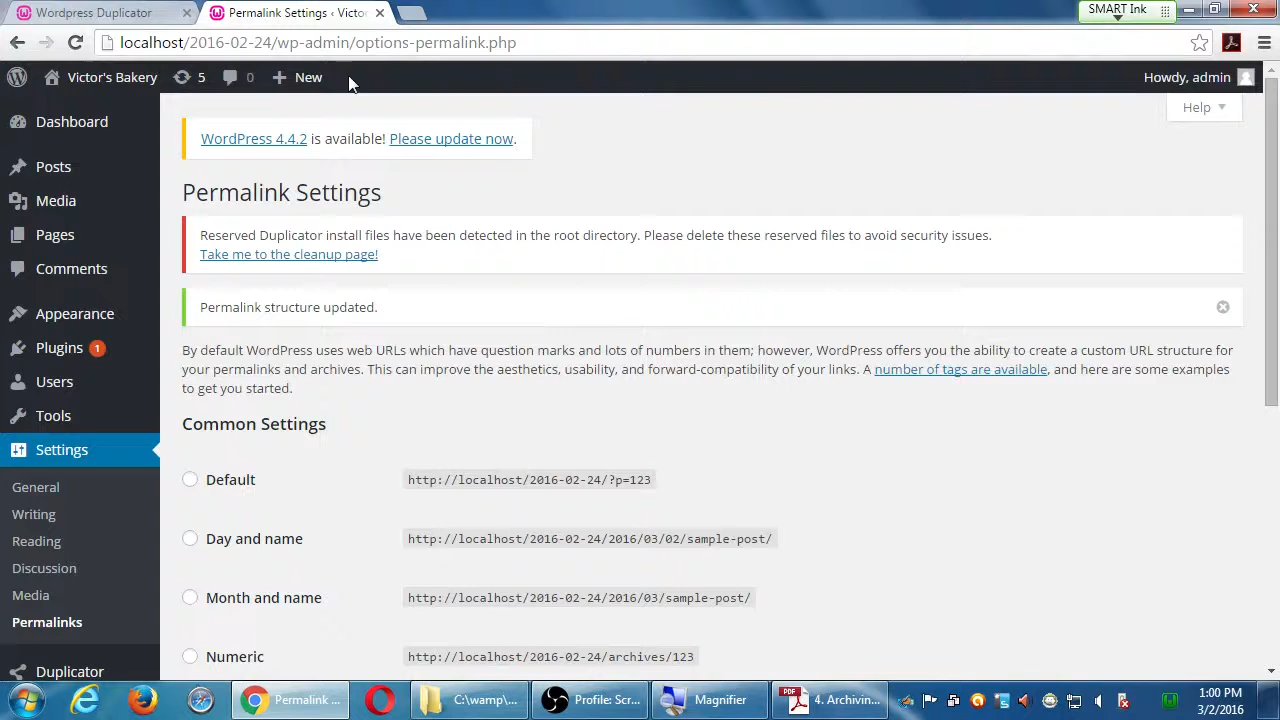 Wordpress Duplicator
Permalink Settings ‹ Victor
SMART Ink
localhost/2016-02-24/wp-admin/options-permalink.php
Victor's Bakery
5
0
New
Howdy, admin
Help
Dashboard
Posts
Media
Pages
Comments
Appearance
Plugins 1
Users
Tools
Settings
General
Writing
Reading
Discussion
Media
Permalinks
Duplicator
WordPress 4.4.2 is available! Please update now.
Permalink Settings
Reserved Duplicator install files have been detected in the root directory. Please delete these reserved files to avoid security issues.
Take me to the cleanup page!
Permalink structure updated.
By default WordPress uses web URLs which have question marks and lots of numbers in them; however, WordPress offers you the ability to create a custom URL structure for
your permalinks and archives. This can improve the aesthetics, usability, and forward-compatibility of your links. A number of tags are available, and here are some examples
to get you started.
Common Settings
Default http://localhost/2016-02-24/?p=123
Day and name http://localhost/2016-02-24/2016/03/02/sample-post/
Month and name http://localhost/2016-02-24/2016/03/sample-post/
Numeric http://localhost/2016-02-24/archives/123
Permalink ...
C:\wamp\...
Profile: Scr...
Magnifier
PDF
4. Archivin...
1:00 PM
3/2/2016